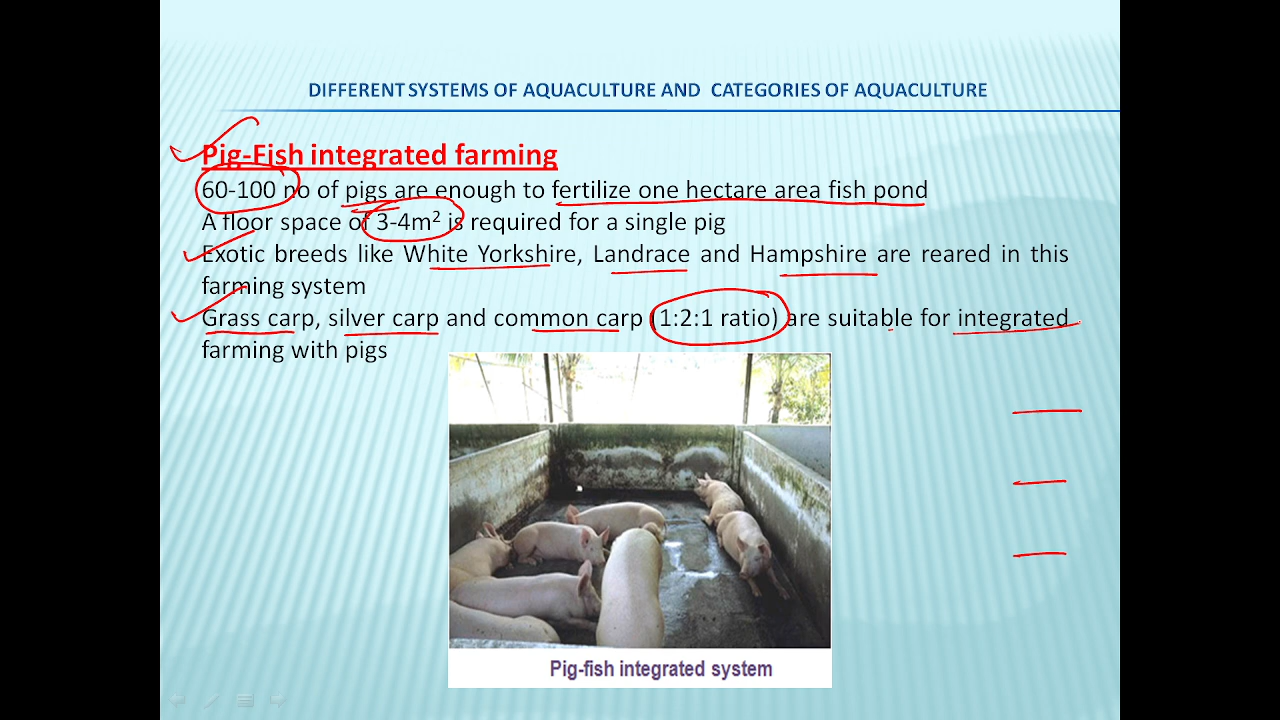 DIFFERENT SYSTEMS OF AQUACULTURE AND CATEGORIES OF AQUACULTURE
Pig-Fish integrated farming
60-100 no of pigs are enough to fertilize one hectare area fish pond
A floor space of 3-4m² is required for a single pig
Exotic breeds like White Yorkshire, Landrace and Hampshire are reared in this
farming system
Grass carp, silver carp and common carp (1:2:1 ratio) are suitable for integrated
farming with pigs
Pig-fish integrated system